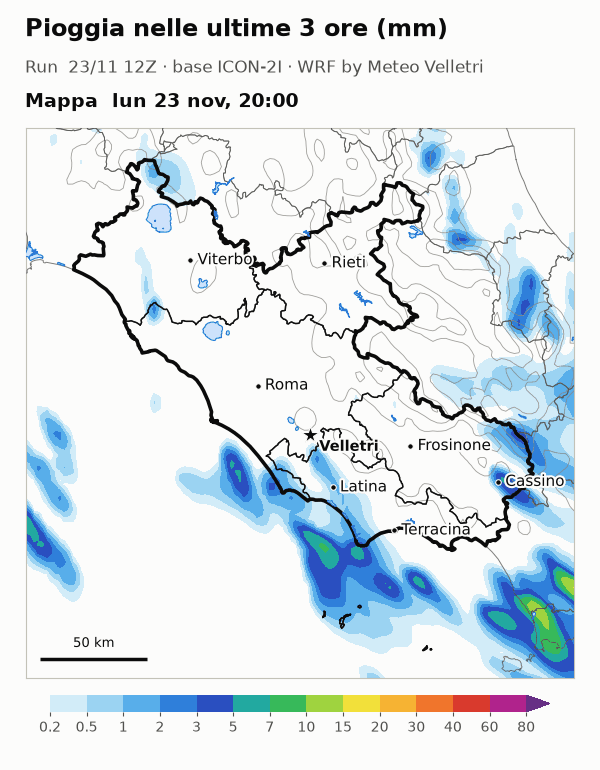 Pioggia nelle ultime 3 ore (mm)
Run  23/11 12Z · base ICON-2I · WRF by Meteo Velletri
Mappa  lun 23 nov, 20:00
Viterbo
Rieti
Roma
Velletri
Frosinone
Cassino
Latina
Terracina
50 km
0.2 0.5 1 2 3 5 7 10 15 20 30 40 60 80